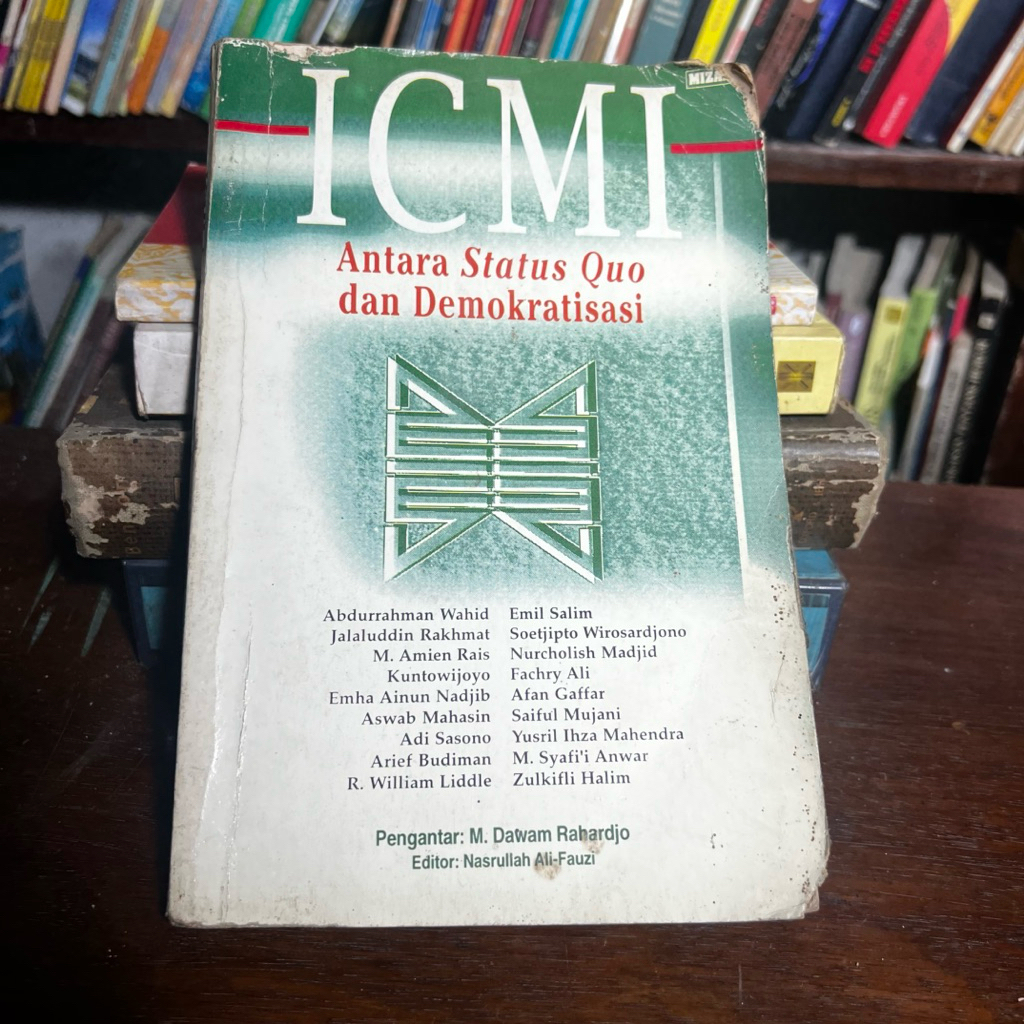 MIZAN
ICMI
Antara Status Quo
dan Demokratisasi
Abdurrahman Wahid
Jalaluddin Rakhmat
M. Amien Rais
Kuntowijoyo
Emha Ainun Nadjib
Aswab Mahasin
Adi Sasono
Arief Budiman
R. William Liddle
Emil Salim
Soetjipto Wirosardjono
Nurcholish Madjid
Fachry Ali
Afan Gaffar
Saiful Mujani
Yusril Ihza Mahendra
M. Syafi'i Anwar
Zulkifli Halim
Pengantar: M. Dawam Rahardjo
Editor: Nasrullah Ali-Fauzi